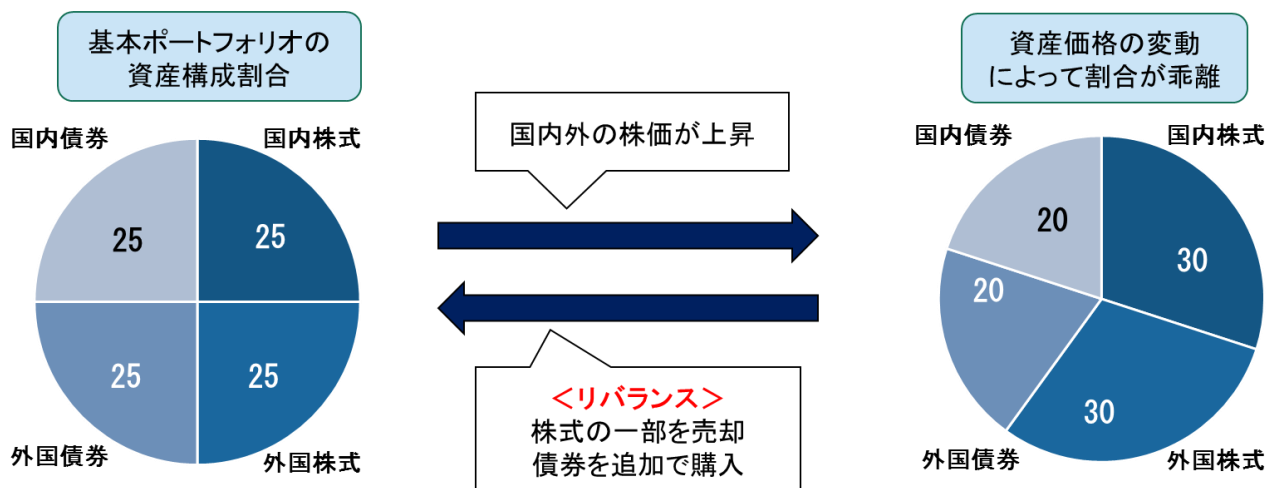 基本ポートフォリオの
資産構成割合
国内債券
国内株式
25
25
25
25
外国債券
外国株式
国内外の株価が上昇
＜リバランス＞
株式の一部を売却
債券を追加で購入
資産価格の変動
によって割合が乖離
国内債券
国内株式
20
30
20
30
外国債券
外国株式